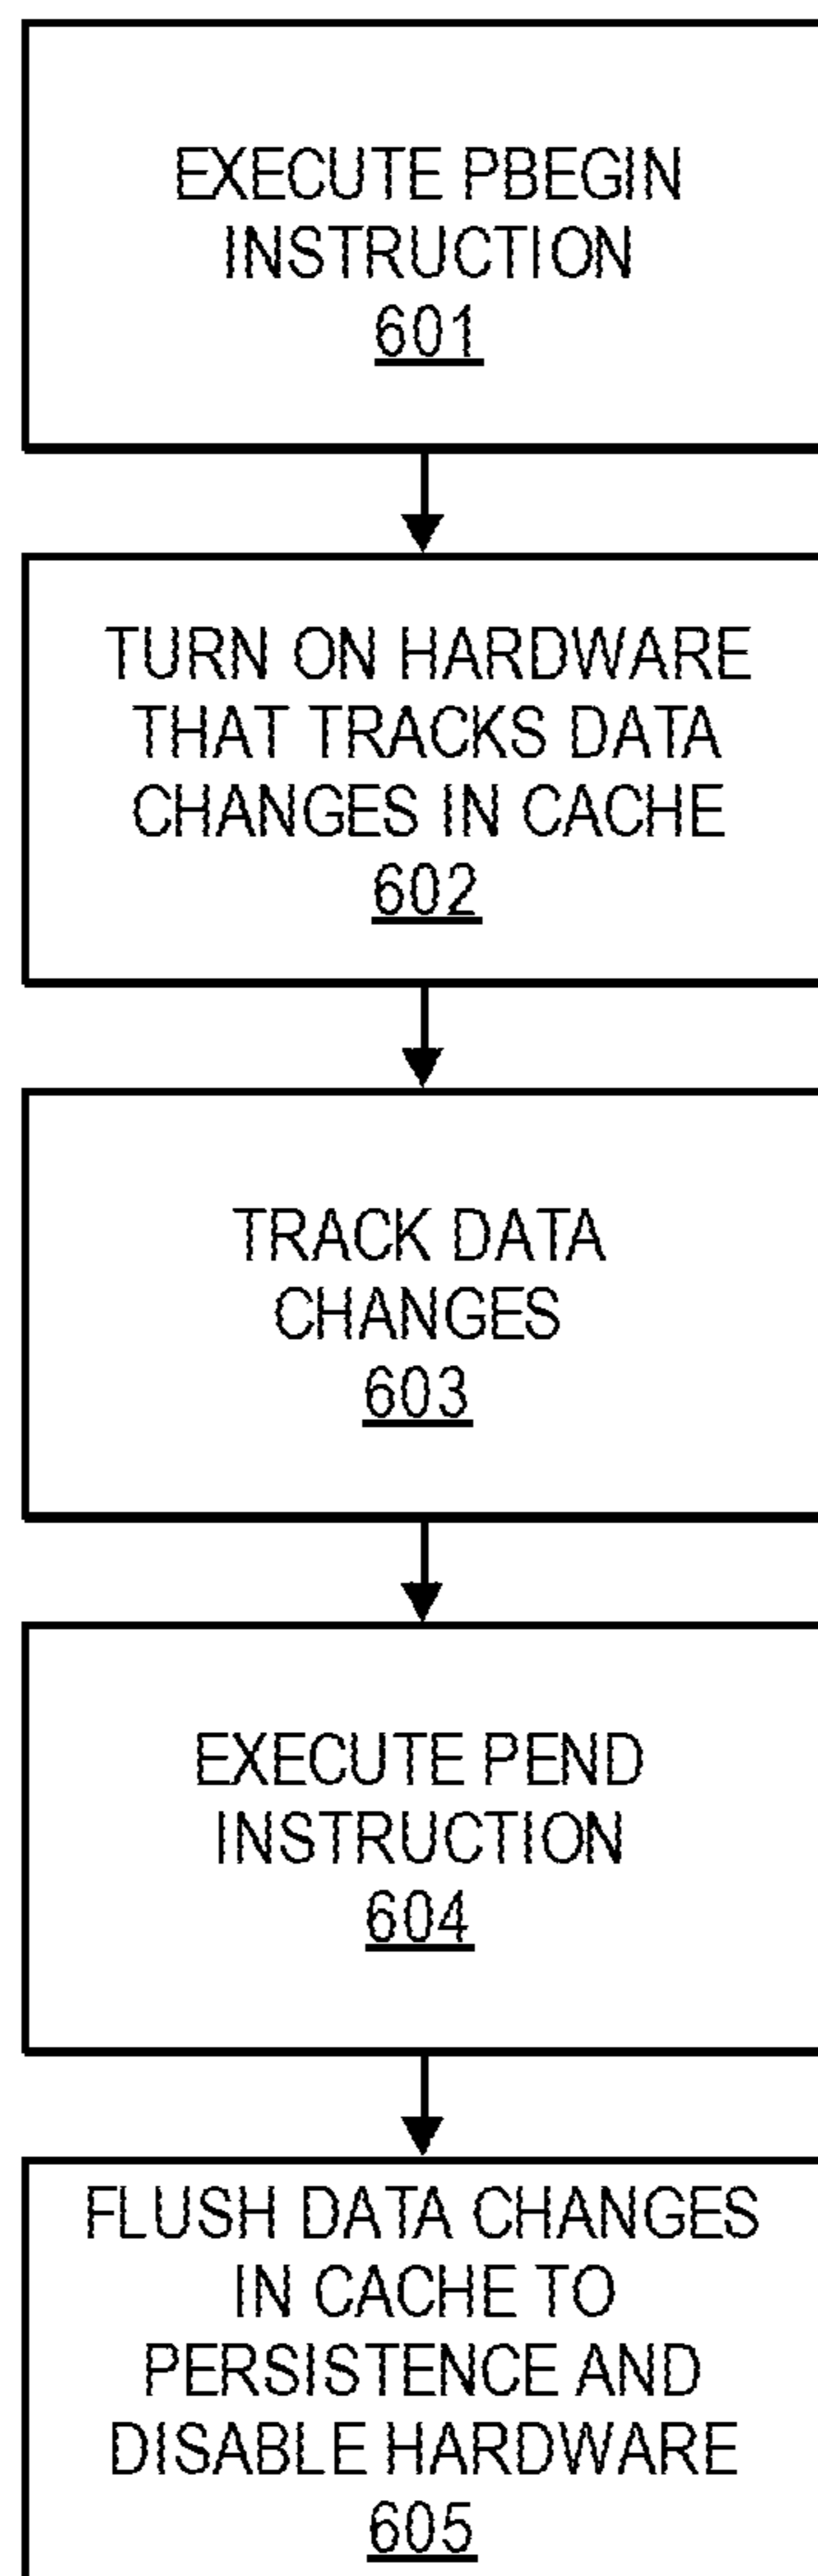 EXECUTE PBEGIN
INSTRUCTION
601
TURN ON HARDWARE
THAT TRACKS DATA
CHANGES IN CACHE
602
TRACK DATA
CHANGES
603
EXECUTE PEND
INSTRUCTION
604
FLUSH DATA CHANGES
IN CACHE TO
PERSISTENCE AND
DISABLE HARDWARE
605